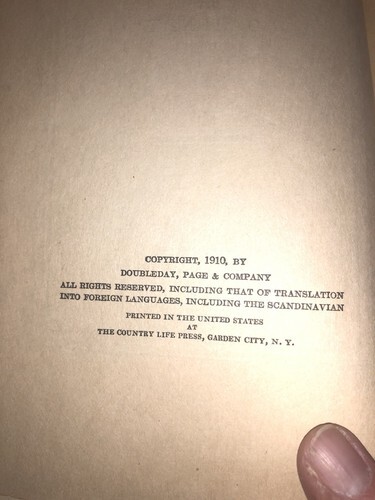 COPYRIGHT, 1910, BY
DOUBLEDAY, PAGE & COMPANY
ALL RIGHTS RESERVED, INCLUDING THAT OF TRANSLATION
INTO FOREIGN LANGUAGES, INCLUDING THE SCANDINAVIAN
PRINTED IN THE UNITED STATES
AT
THE COUNTRY LIFE PRESS, GARDEN CITY, N. Y.